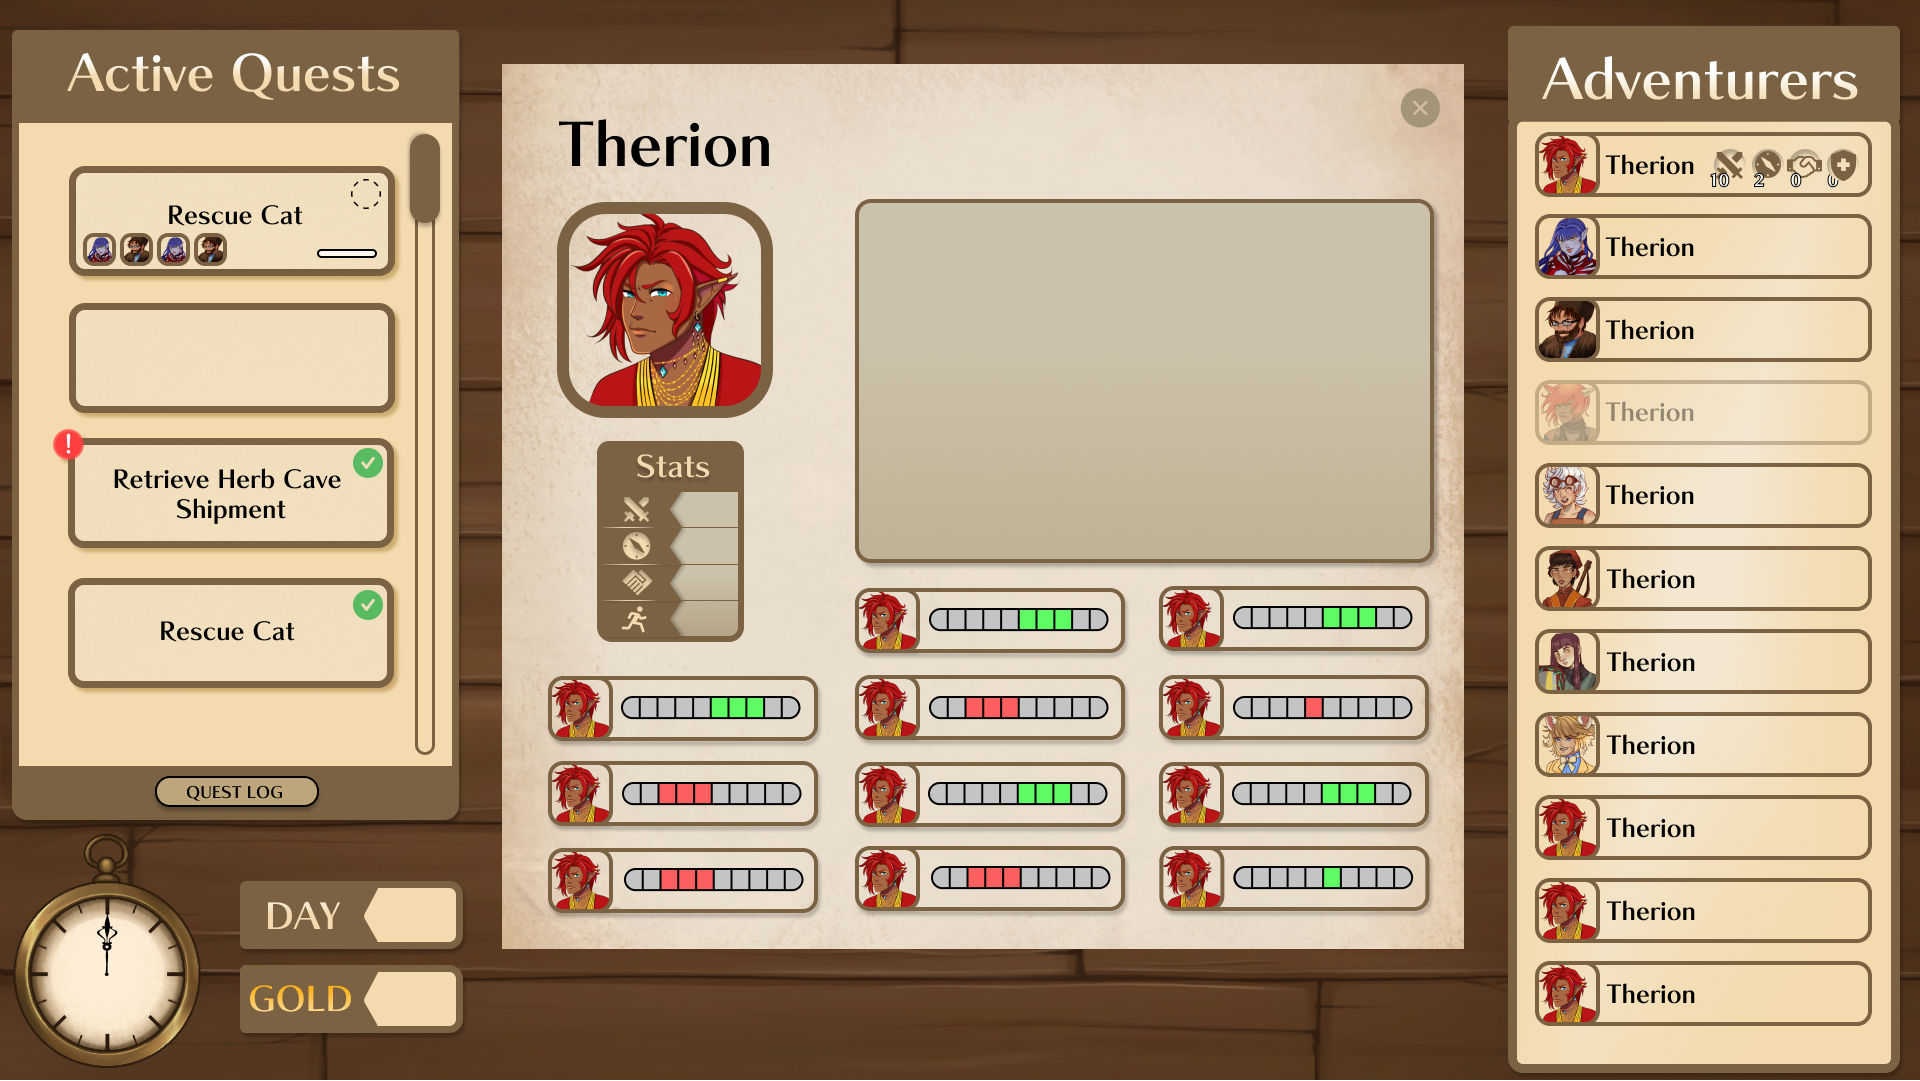 Active Quests
Rescue Cat
!
Retrieve Herb Cave
Shipment
Rescue Cat
QUEST LOG
DAY
GOLD
Therion
Stats
Adventurers
Therion
10 2 0 0
Therion
Therion
Therion
Therion
Therion
Therion
Therion
Therion
Therion
Therion